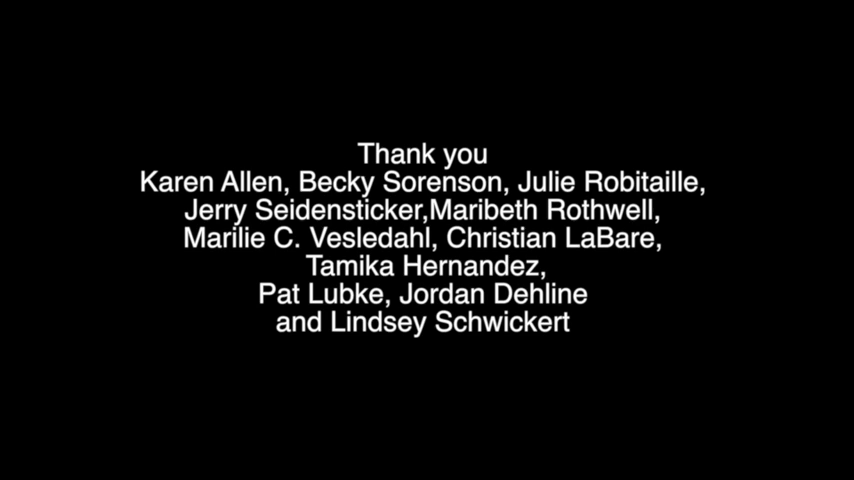 Thank you
Karen Allen, Becky Sorenson, Julie Robitaille,
Jerry Seidensticker,Maribeth Rothwell,
Marilie C. Vesledahl, Christian LaBare,
Tamika Hernandez,
Pat Lubke, Jordan Dehline
and Lindsey Schwickert